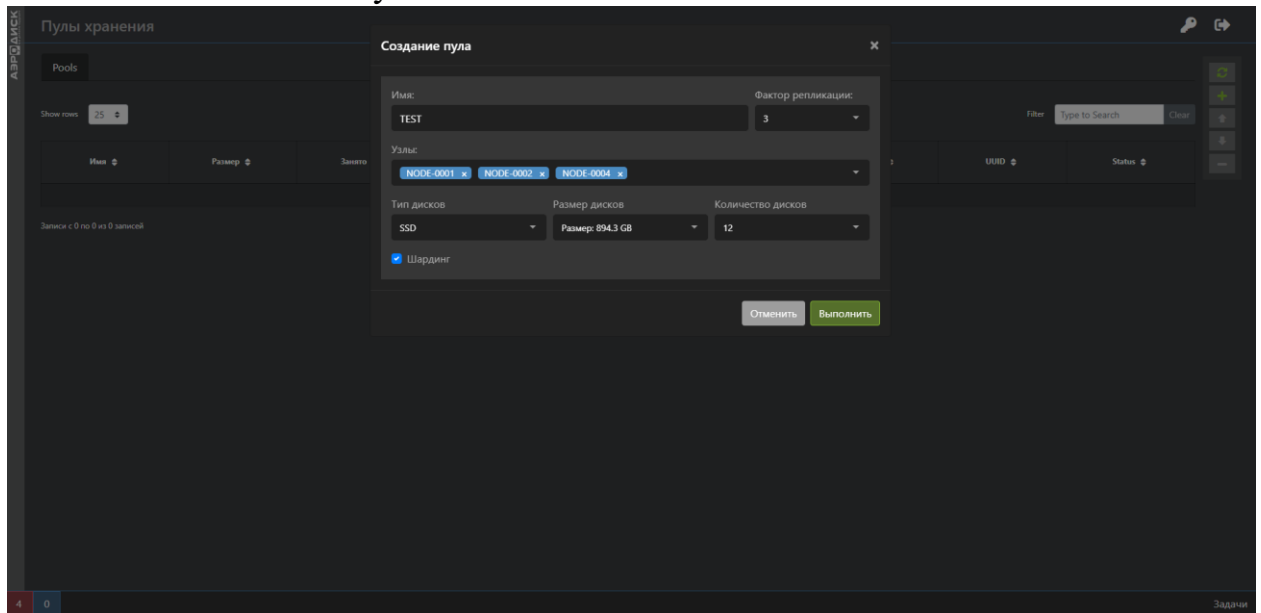 АЭРОДИСК
Пулы хранения
Pools
Show rows 25
Filter Type to Search Clear
Имя Размер Занято UUID Status
Записи с 0 по 0 из 0 записей
Создание пула ×
Имя: Фактор репликации:
TEST 3
Узлы:
NODE-0001 × NODE-0002 × NODE-0004 ×
Тип дисков Размер дисков Количество дисков
SSD Размер: 894.3 GB 12
Шардинг
Отменить Выполнить
4 0 Задачи